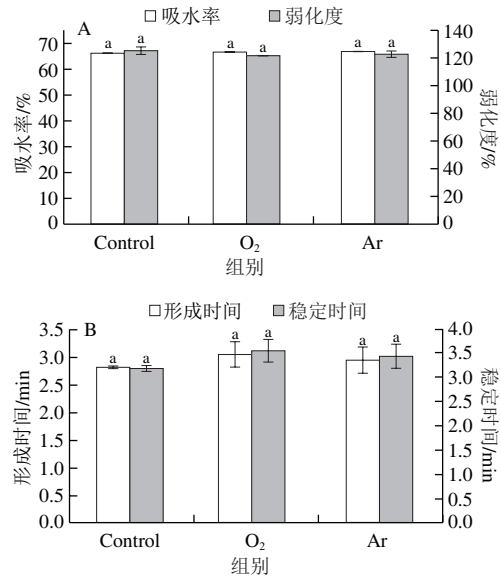 A □吸水率 ■弱化度
吸水率/%
70
60
50
40
30
20
10
0
a a a a a a
弱化度/%
140
120
100
80
60
40
20
0
Control O₂ Ar
组别
B □形成时间 ■稳定时间
形成时间/min
3.5
3.0
2.5
2.0
1.5
1.0
0.5
0.0
a a a a a a
稳定时间/min
4.0
3.5
3.0
2.5
2.0
1.5
1.0
0.5
0.0
Control O₂ Ar
组别